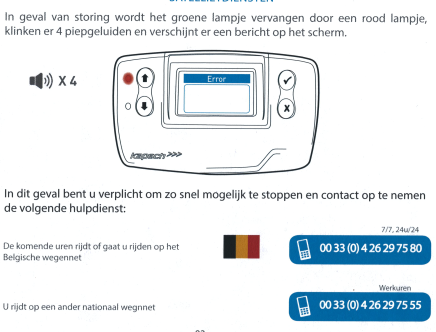 In geval van storing wordt het groene lampje vervangen door een rood lampje,
klinken er 4 piepgeluiden en verschijnt er een bericht op het scherm.
X 4
Error
kapsch >>>
In dit geval bent u verplicht om zo snel mogelijk te stoppen en contact op te nemen
de volgende hulpdienst:
7/7, 24u/24
De komende uren rijdt of gaat u rijden op het
Belgische wegennet
00 33 (0) 4 26 29 75 80
Werkuren
U rijdt op een ander nationaal wegnnet
00 33 (0) 4 26 29 75 55